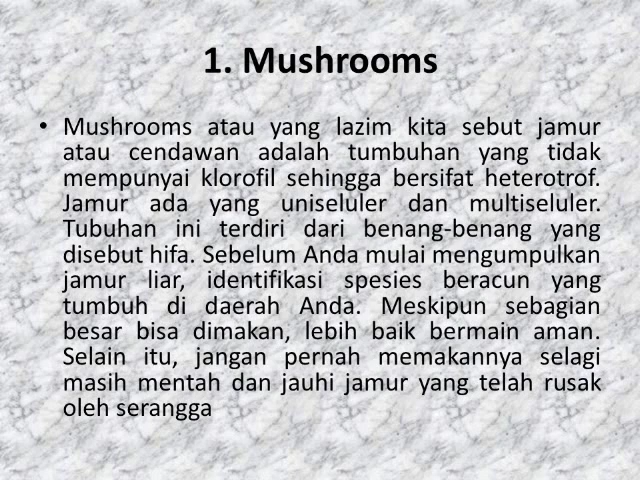 1. Mushrooms
• Mushrooms atau yang lazim kita sebut jamur
atau cendawan adalah tumbuhan yang tidak
mempunyai klorofil sehingga bersifat heterotrof.
Jamur ada yang uniseluler dan multiseluler.
Tubuhan ini terdiri dari benang-benang yang
disebut hifa. Sebelum Anda mulai mengumpulkan
jamur liar, identifikasi spesies beracun yang
tumbuh di daerah Anda. Meskipun sebagian
besar bisa dimakan, lebih baik bermain aman.
Selain itu, jangan pernah memakannya selagi
masih mentah dan jauhi jamur yang telah rusak
oleh serangga